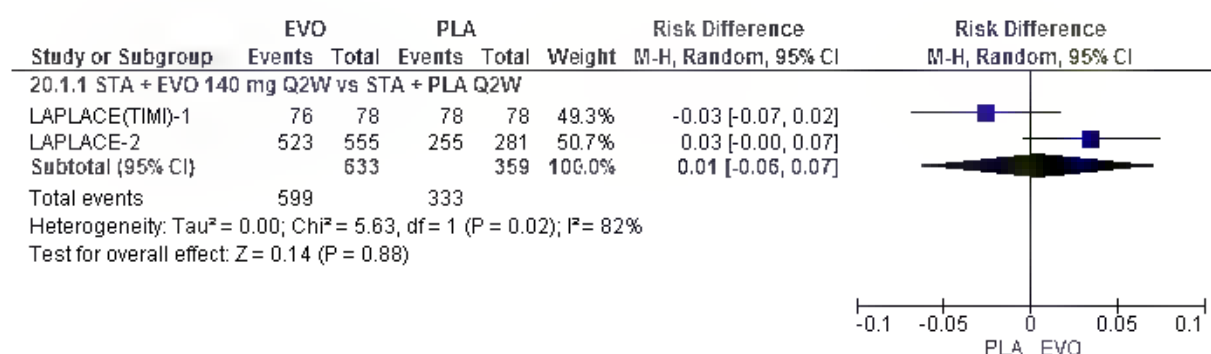 EVO PLA Risk Difference Risk Difference
Study or Subgroup Events Total Events Total Weight M-H, Random, 95% CI M-H, Random, 95% CI
20.1.1 STA + EVO 140 mg Q2W vs STA + PLA Q2W
LAPLACE(TIMI)-1 76 78 78 78 49.3% -0.03 [-0.07, 0.02]
LAPLACE-2 523 555 255 281 50.7% 0.03 [-0.00, 0.07]
Subtotal (95% CI) 633 359 100.0% 0.01 [-0.06, 0.07]
Total events 599 333
Heterogeneity: Tau² = 0.00; Chi² = 5.63, df = 1 (P = 0.02); I² = 82%
Test for overall effect: Z = 0.14 (P = 0.88)
-0.1 -0.05 0 0.05 0.1
PLA EVO